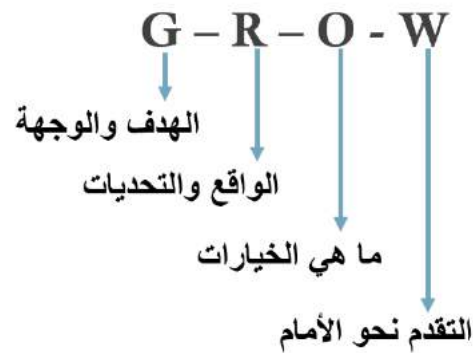 G – R – O - W
الهدف والوجهة
الواقع والتحديات
ما هي الخيارات
التقدم نحو الأمام